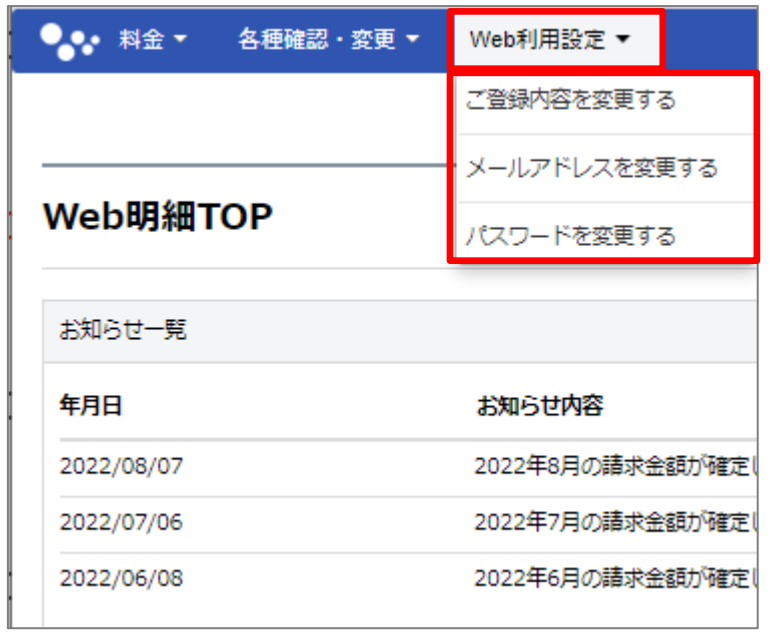 料金 ▼ 各種確認・変更 ▼ Web利用設定 ▼
ご登録内容を変更する
メールアドレスを変更する
パスワードを変更する
Web明細TOP
お知らせ一覧
年月日 お知らせ内容
2022/08/07 2022年8月の請求金額が確定し
2022/07/06 2022年7月の請求金額が確定し
2022/06/08 2022年6月の請求金額が確定し